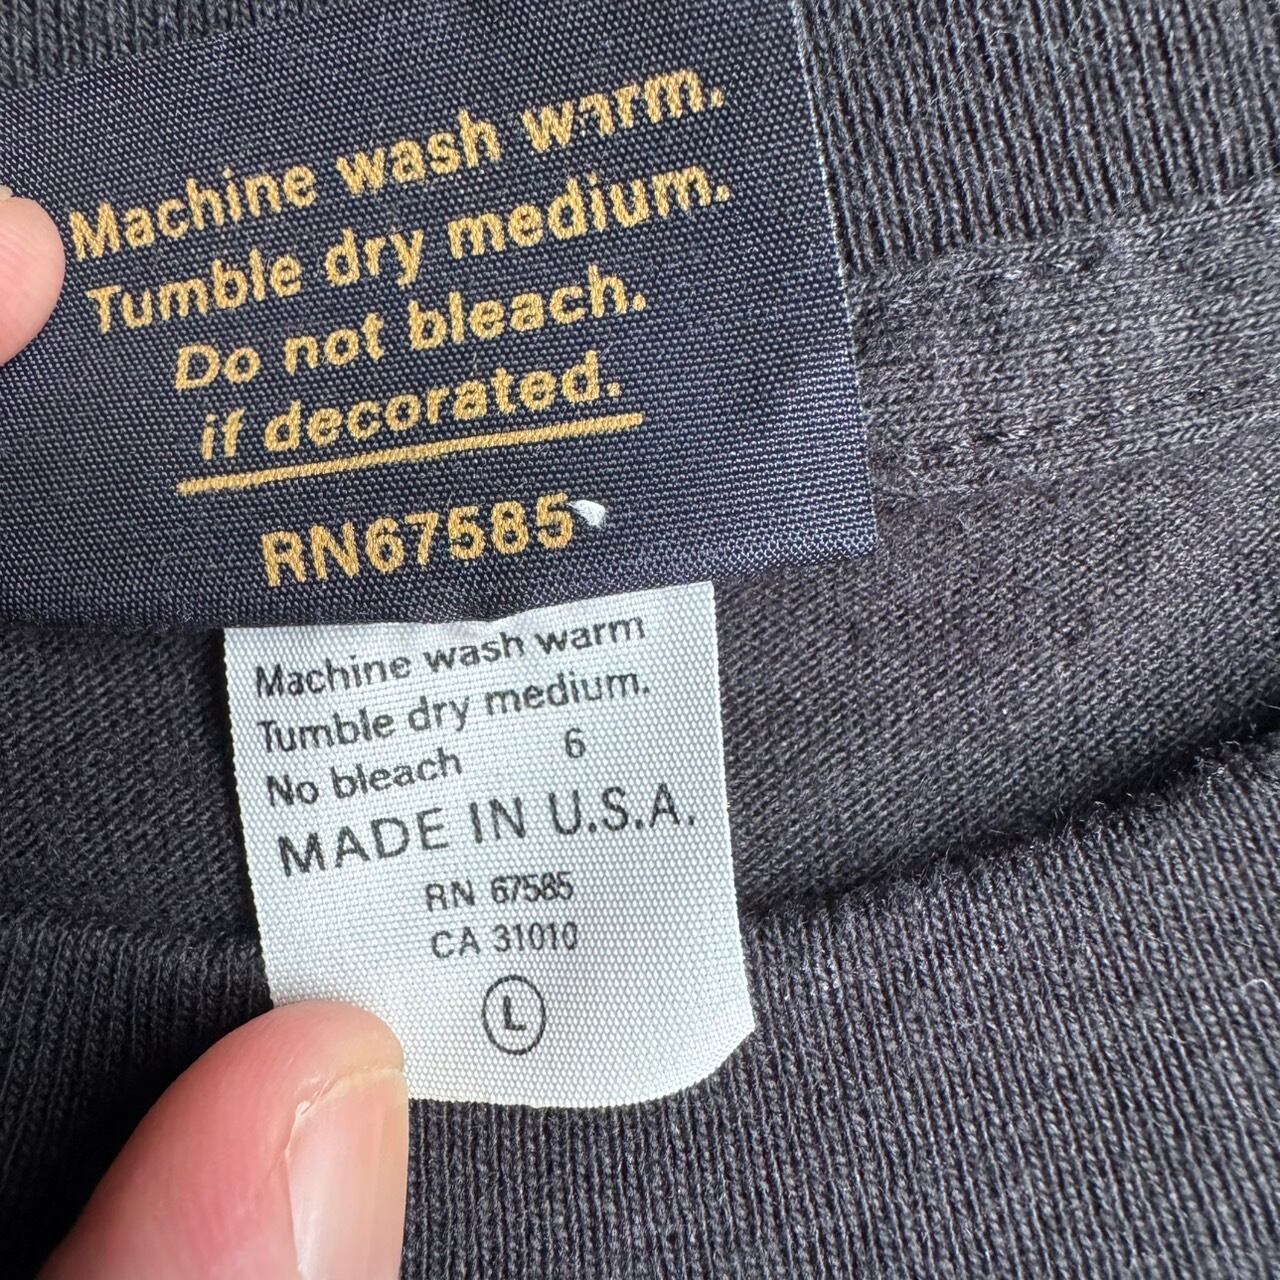 Machine wash warm.
Tumble dry medium.
Do not bleach.
if decorated.
RN67585
Machine wash warm
Tumble dry medium.
No bleach 6
MADE IN U.S.A.
RN 67585
CA 31010
L